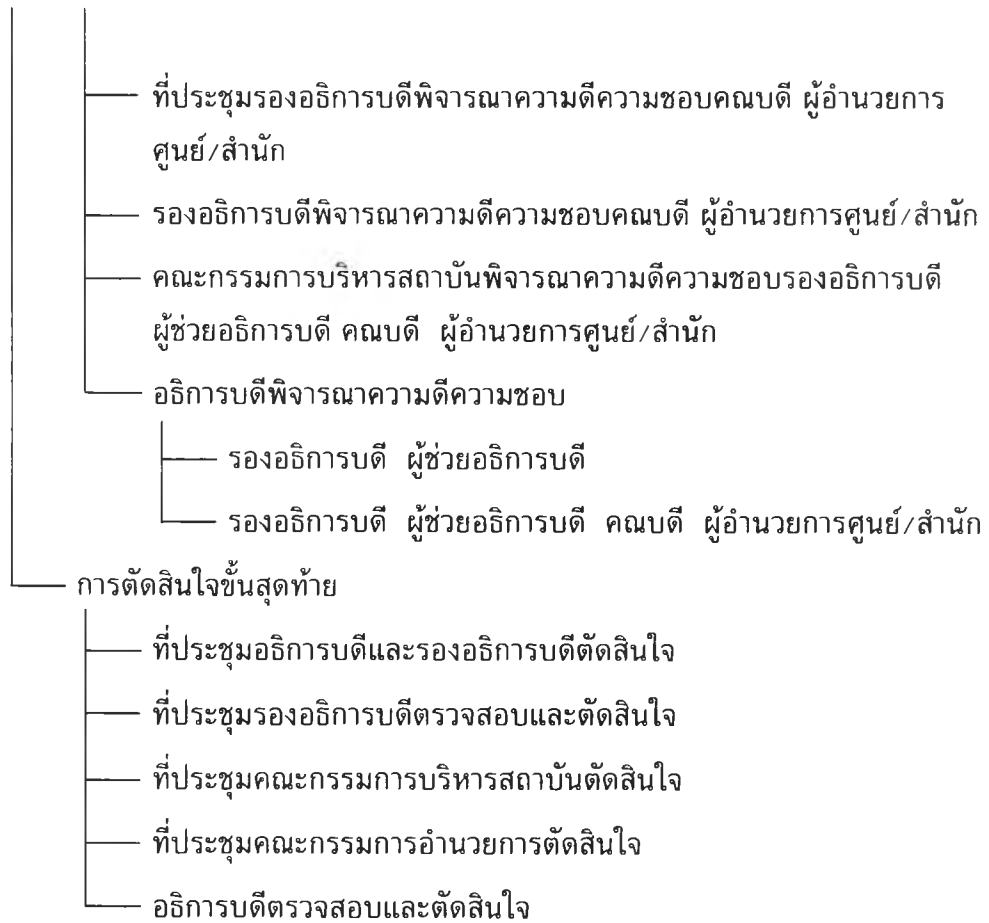 ที่ประชุมรองอธิการบดีพิจารณาความดีความชอบคณบดี ผู้อำนวยการ
ศูนย์/สำนัก
รองอธิการบดีพิจารณาความดีความชอบคณบดี ผู้อำนวยการศูนย์/สำนัก
คณะกรรมการบริหารสถาบันพิจารณาความดีความชอบรองอธิการบดี
ผู้ช่วยอธิการบดี คณบดี ผู้อำนวยการศูนย์/สำนัก
อธิการบดีพิจารณาความดีความชอบ
รองอธิการบดี ผู้ช่วยอธิการบดี
รองอธิการบดี ผู้ช่วยอธิการบดี คณบดี ผู้อำนวยการศูนย์/สำนัก
การตัดสินใจขั้นสุดท้าย
ที่ประชุมอธิการบดีและรองอธิการบดีตัดสินใจ
ที่ประชุมรองอธิการบดีตรวจสอบและตัดสินใจ
ที่ประชุมคณะกรรมการบริหารสถาบันตัดสินใจ
ที่ประชุมคณะกรรมการอำนวยการตัดสินใจ
อธิการบดีตรวจสอบและตัดสินใจ